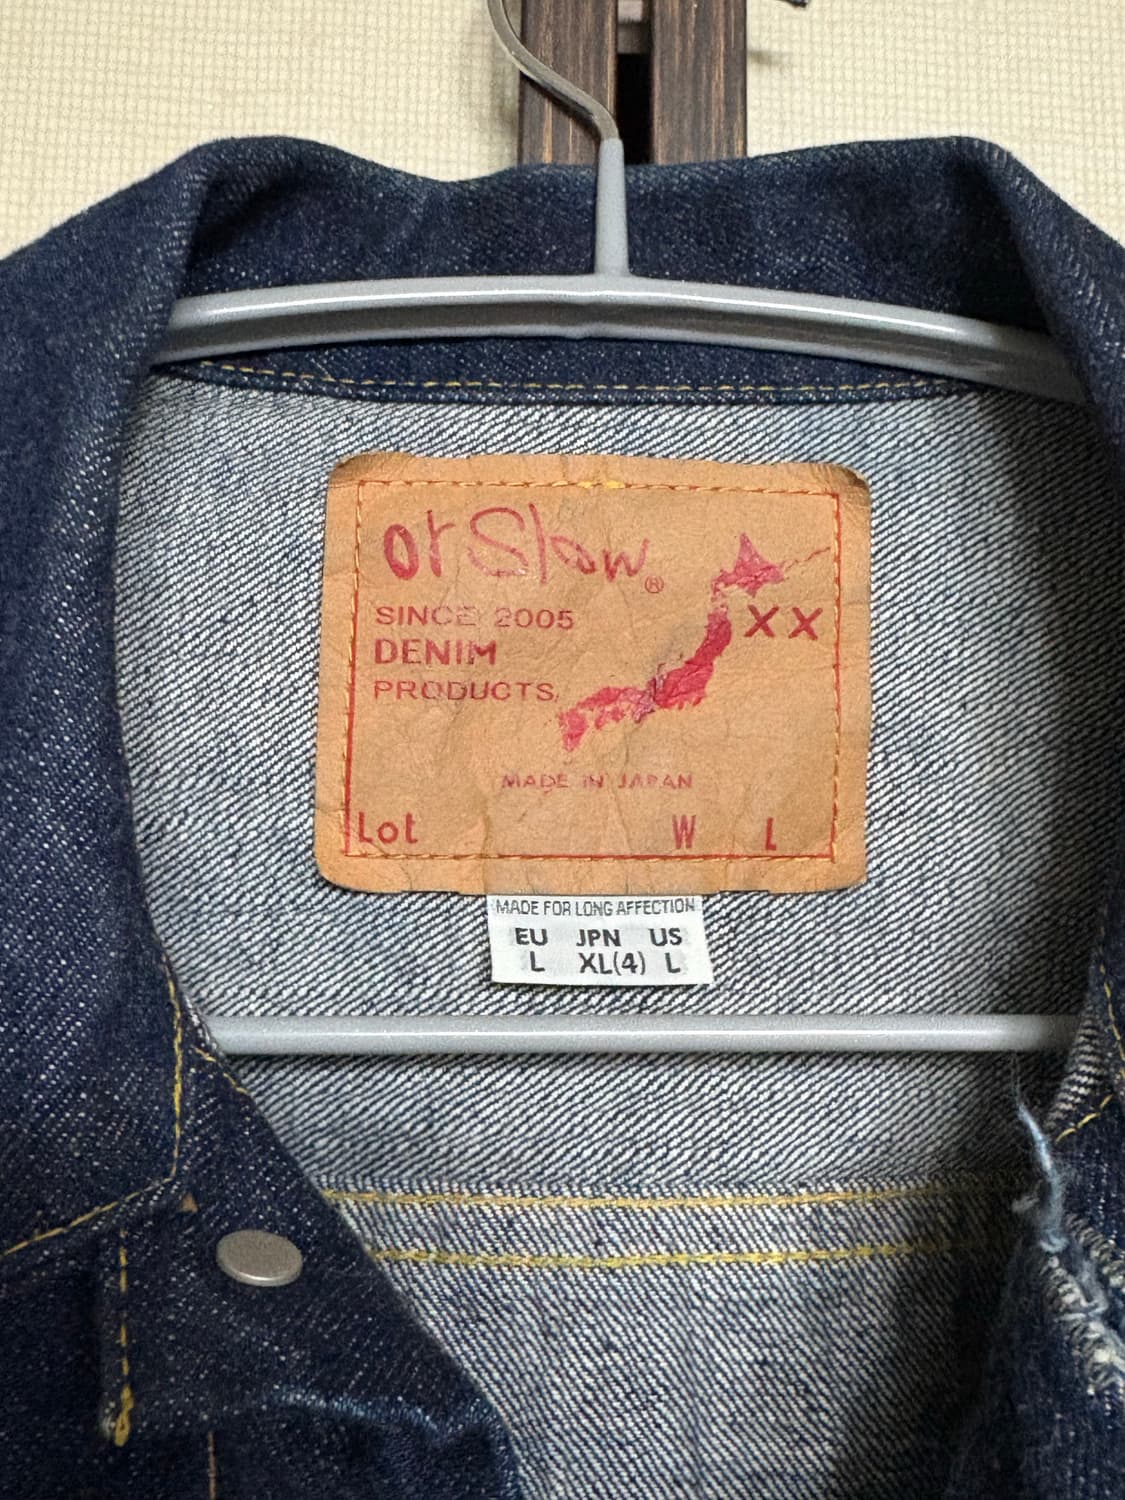 orSlow®
SINCE 2005
DENIM
PRODUCTS
XX
MADE IN JAPAN
Lot W L
MADE FOR LONG AFFECTION
EU JPN US
L XL(4) L